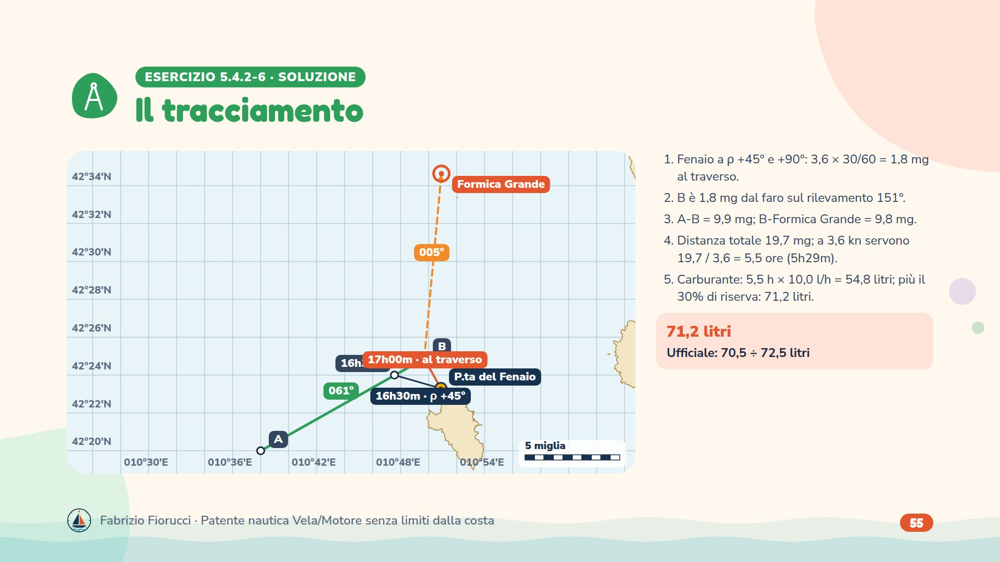 ESERCIZIO 5.4.2-6 · SOLUZIONE
Il tracciamento
42°34'N
42°32'N
42°30'N
42°28'N
42°26'N
42°24'N
42°22'N
42°20'N
010°30'E
010°36'E
010°42'E
010°48'E
010°54'E
Formica Grande
005°
B
17h00m · al traverso
P.ta del Fenaio
061°
16h30m · ρ +45°
A
5 miglia
1. Fenaio a ρ +45° e +90°: 3,6 × 30/60 = 1,8 mg
al traverso.
2. B è 1,8 mg dal faro sul rilevamento 151°.
3. A-B = 9,9 mg; B-Formica Grande = 9,8 mg.
4. Distanza totale 19,7 mg; a 3,6 kn servono
19,7 / 3,6 = 5,5 ore (5h29m).
5. Carburante: 5,5 h × 10,0 l/h = 54,8 litri; più il
30% di riserva: 71,2 litri.
71,2 litri
Ufficiale: 70,5 ÷ 72,5 litri
Fabrizio Fiorucci · Patente nautica Vela/Motore senza limiti dalla costa
55